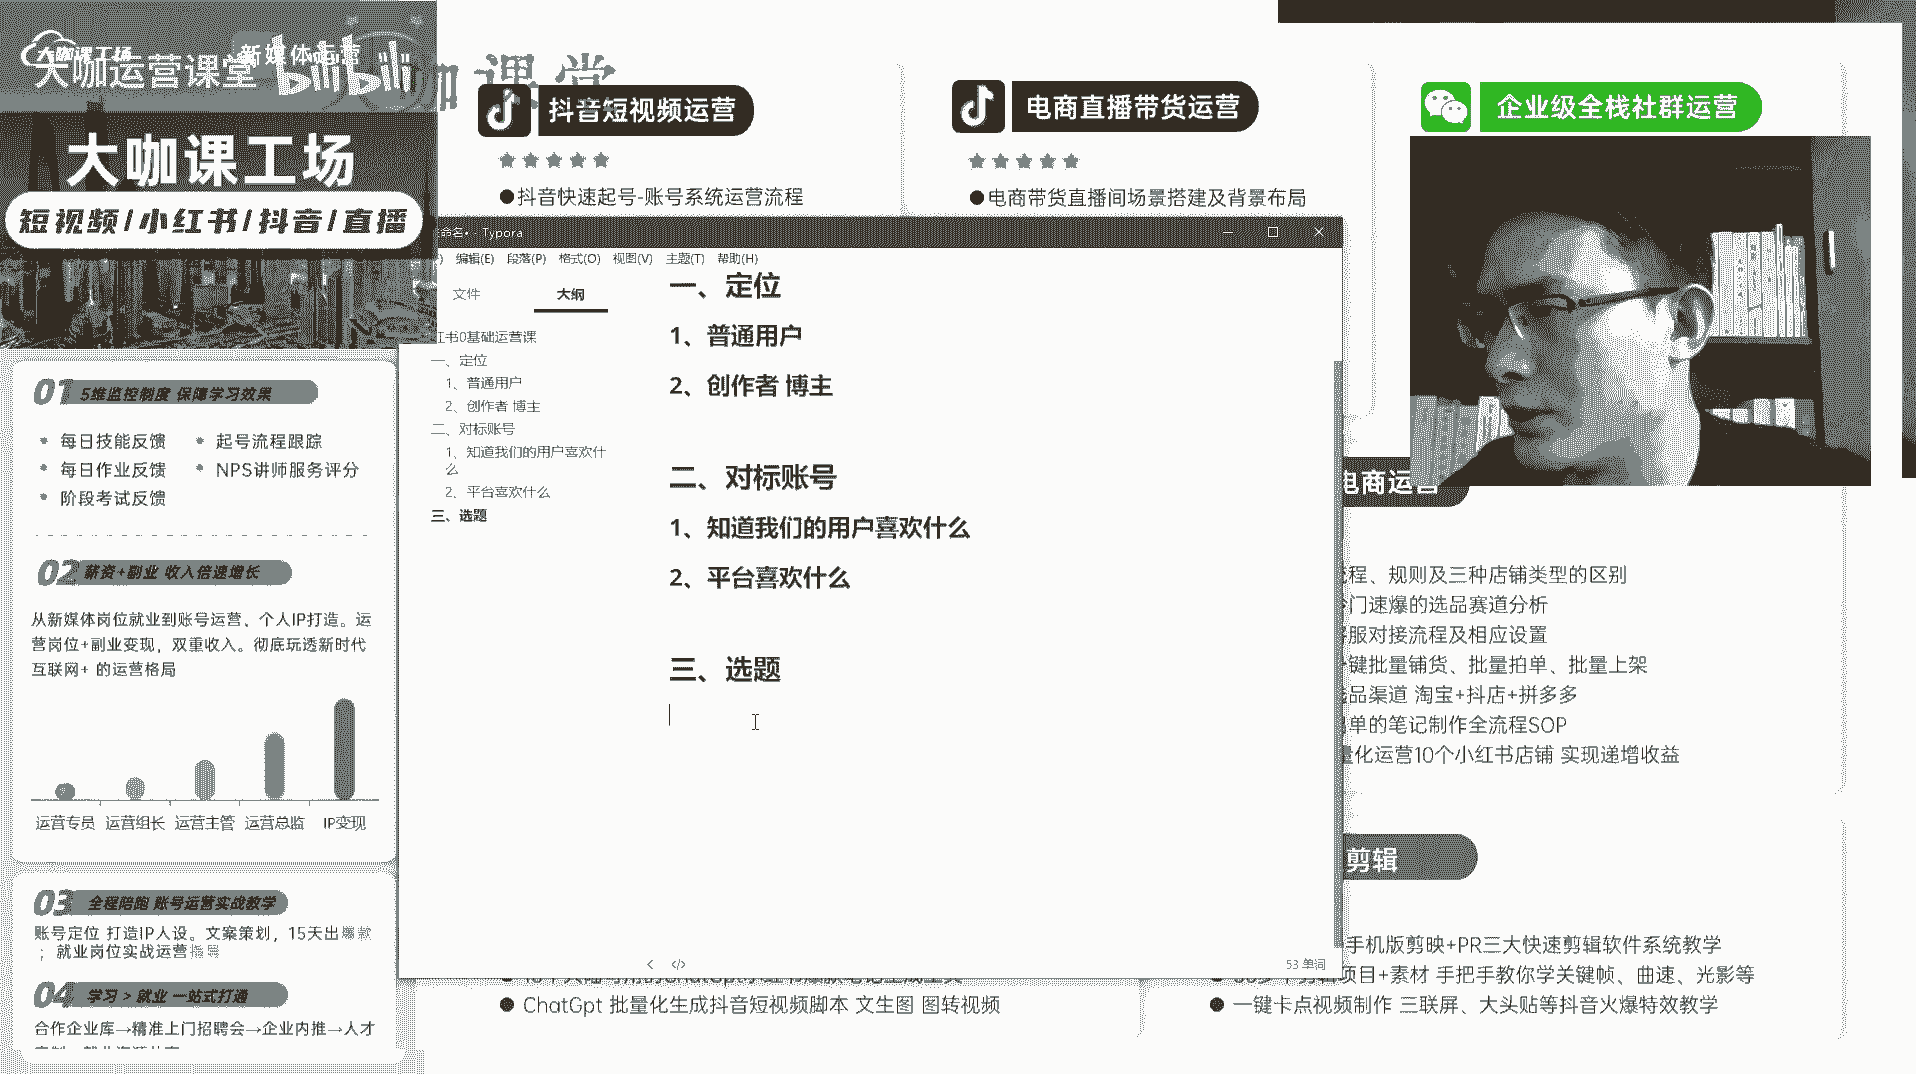 大咖课工场
新媒体运营
大咖运营课堂
bilibili
咖课堂
大咖课工场
短视频/小红书/抖音/直播
01 5维监控制度 保障学习效果
每日技能反馈
起号流程跟踪
每日作业反馈
NPS讲师服务评分
阶段考试反馈
02 薪资+副业 收入倍速增长
从新媒体岗位就业到账号运营、个人IP打造。运
营岗位+副业变现，双重收入。彻底玩透新时代
互联网+ 的运营格局
运营专员 运营组长 运营主管 运营总监 IP变现
03 全程陪跑 账号运营实战教学
账号定位 打造IP人设。文案策划，15天出爆款
；就业岗位实战运营指导
04 学习 > 就业 一站式打通
合作企业库→精准上门招聘会→企业内推→人才
抖音短视频运营
●抖音快速起号-账号系统运营流程
电商直播带货运营
●电商带货直播间场景搭建及背景布局
企业级全栈社群运营
命名• - Typora
编辑(E) 段落(P) 格式(O) 视图(V) 主题(T) 帮助(H)
文件
大纲
书0基础运营课
一、定位
1、普通用户
2、创作者 博主
二、对标账号
1、知道我们的用户喜欢什
么
2、平台喜欢什么
三、选题
一、定位
1、普通用户
2、创作者 博主
二、对标账号
1、知道我们的用户喜欢什么
2、平台喜欢什么
三、选题
53 单词
电商运营
程、规则及三种店铺类型的区别
门速爆的选品赛道分析
服对接流程及相应设置
键批量铺货、批量拍单、批量上架
品渠道 淘宝+抖店+拼多多
单的笔记制作全流程SOP
量化运营10个小红书店铺 实现递增收益
剪辑
手机版剪映+PR三大快速剪辑软件系统教学
项目+素材 手把手教你学关键帧、曲速、光影等
● 一键卡点视频制作 三联屏、大头贴等抖音火爆特效教学
● ChatGpt 批量化生成抖音短视频脚本 文生图 图转视频